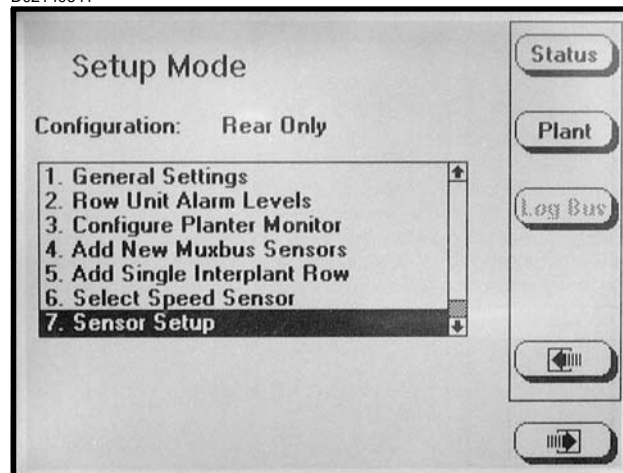 Setup Mode
Status
Configuration: Rear Only
Plant
1. General Settings
2. Row Unit Alarm Levels
3. Configure Planter Monitor
4. Add New Muxbus Sensors
5. Add Single Interplant Row
6. Select Speed Sensor
7. Sensor Setup
Log Bus